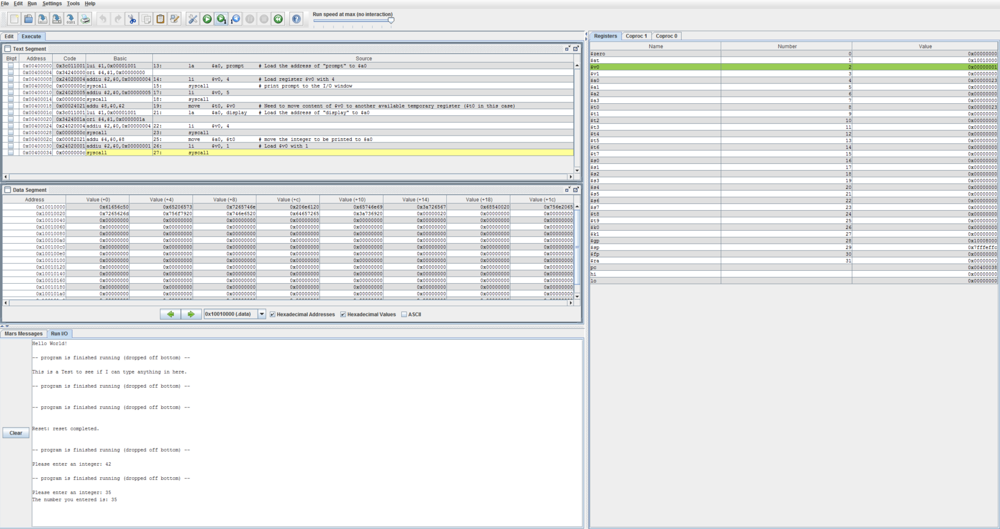 File Edit Run Settings Tools Help
Run speed at max (no interaction)
Edit Execute
Text Segment
Bkpt Address Code Basic Source
0x00400000 0x3c011001 lui $1,0x00001001 13: la $a0, prompt # Load the address of "prompt" to $a0
0x00400004 0x34240000 ori $4,$1,0x00000000
0x00400008 0x24020004 addiu $2,$0,0x00000004 14: li $v0, 4 # Load register $v0 with 4
0x0040000c 0x0000000c syscall 15: syscall # print prompt to the I/O window
0x00400010 0x24020005 addiu $2,$0,0x00000005 17: li $v0, 5
0x00400014 0x0000000c syscall 18: syscall
0x00400018 0x00024021 addu $8,$0,$2 19: move $t0, $v0 # Need to move content of $v0 to another available temporary register ($t0 in this case)
0x0040001c 0x3c011001 lui $1,0x00001001 21: la $a0, display # Load the address of "display" to $a0
0x00400020 0x3424001a ori $4,$1,0x0000001a
0x00400024 0x24020004 addiu $2,$0,0x00000004 22: li $v0, 4
0x00400028 0x0000000c syscall 23: syscall
0x0040002c 0x00082021 addu $4,$0,$8 25: move $a0, $t0 # move the integer to be printed to $a0
0x00400030 0x24020001 addiu $2,$0,0x00000001 26: li $v0, 1 # Load $v0 with 1
0x00400034 0x0000000c syscall 27: syscall
Data Segment
Address Value (+0) Value (+4) Value (+8) Value (+c) Value (+10) Value (+14) Value (+18) Value (+1c)
0x10010000 0x61656c50 0x65206573 0x7265746e 0x206e6120 0x65746e69 0x3a726567 0x68540020 0x756e2065
0x10010020 0x7265626d 0x756f7920 0x746e6520 0x64657265 0x3a736920 0x00000020 0x00000000 0x00000000
0x10010040 0x00000000 0x00000000 0x00000000 0x00000000 0x00000000 0x00000000 0x00000000 0x00000000
0x10010060 0x00000000 0x00000000 0x00000000 0x00000000 0x00000000 0x00000000 0x00000000 0x00000000
0x10010080 0x00000000 0x00000000 0x00000000 0x00000000 0x00000000 0x00000000 0x00000000 0x00000000
0x100100a0 0x00000000 0x00000000 0x00000000 0x00000000 0x00000000 0x00000000 0x00000000 0x00000000
0x100100c0 0x00000000 0x00000000 0x00000000 0x00000000 0x00000000 0x00000000 0x00000000 0x00000000
0x100100e0 0x00000000 0x00000000 0x00000000 0x00000000 0x00000000 0x00000000 0x00000000 0x00000000
0x10010100 0x00000000 0x00000000 0x00000000 0x00000000 0x00000000 0x00000000 0x00000000 0x00000000
0x10010120 0x00000000 0x00000000 0x00000000 0x00000000 0x00000000 0x00000000 0x00000000 0x00000000
0x10010140 0x00000000 0x00000000 0x00000000 0x00000000 0x00000000 0x00000000 0x00000000 0x00000000
0x10010160 0x00000000 0x00000000 0x00000000 0x00000000 0x00000000 0x00000000 0x00000000 0x00000000
0x10010180 0x00000000 0x00000000 0x00000000 0x00000000 0x00000000 0x00000000 0x00000000 0x00000000
0x100101a0 0x00000000 0x00000000 0x00000000 0x00000000 0x00000000 0x00000000 0x00000000 0x00000000
0x10010000 (.data) Hexadecimal Addresses Hexadecimal Values ASCII
Mars Messages Run I/O
Clear
Hello World!
-- program is finished running (dropped off bottom) --
This is a Test to see if I can type anything in here.
-- program is finished running (dropped off bottom) --
-- program is finished running (dropped off bottom) --
Reset: reset completed.
-- program is finished running (dropped off bottom) --
Please enter an integer: 42
-- program is finished running (dropped off bottom) --
Please enter an integer: 35
The number you entered is: 35
Registers Coproc 1 Coproc 0
Name Number Value
$zero 0 0x00000000
$at 1 0x10010000
$v0 2 0x00000001
$v1 3 0x00000000
$a0 4 0x00000023
$a1 5 0x00000000
$a2 6 0x00000000
$a3 7 0x00000000
$t0 8 0x00000023
$t1 9 0x00000000
$t2 10 0x00000000
$t3 11 0x00000000
$t4 12 0x00000000
$t5 13 0x00000000
$t6 14 0x00000000
$t7 15 0x00000000
$s0 16 0x00000000
$s1 17 0x00000000
$s2 18 0x00000000
$s3 19 0x00000000
$s4 20 0x00000000
$s5 21 0x00000000
$s6 22 0x00000000
$s7 23 0x00000000
$t8 24 0x00000000
$t9 25 0x00000000
$k0 26 0x00000000
$k1 27 0x00000000
$gp 28 0x10008000
$sp 29 0x7fffeffc
$fp 30 0x00000000
$ra 31 0x00000000
pc 0x00400038
hi 0x00000000
lo 0x00000000